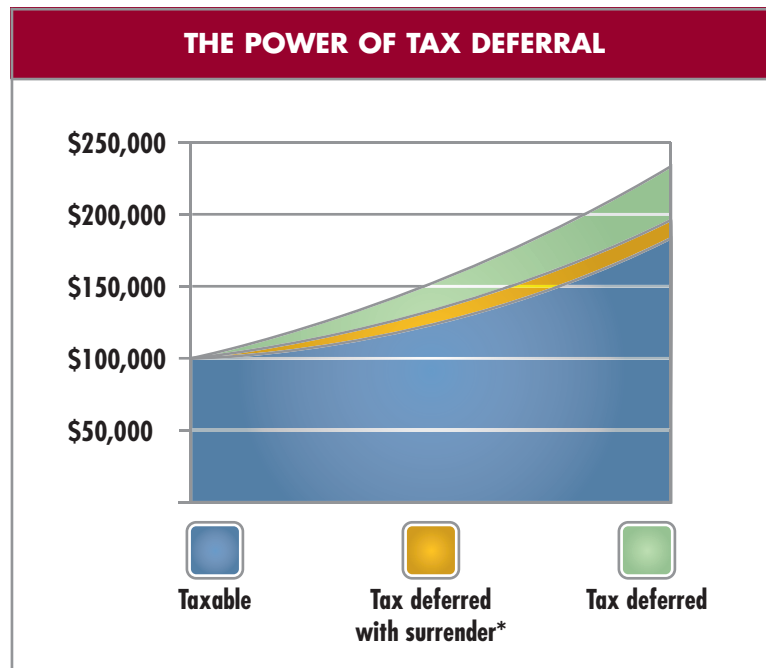 THE POWER OF TAX DEFERRAL
$250,000
$200,000
$150,000
$100,000
$50,000
Taxable
Tax deferred
with surrender*
Tax deferred